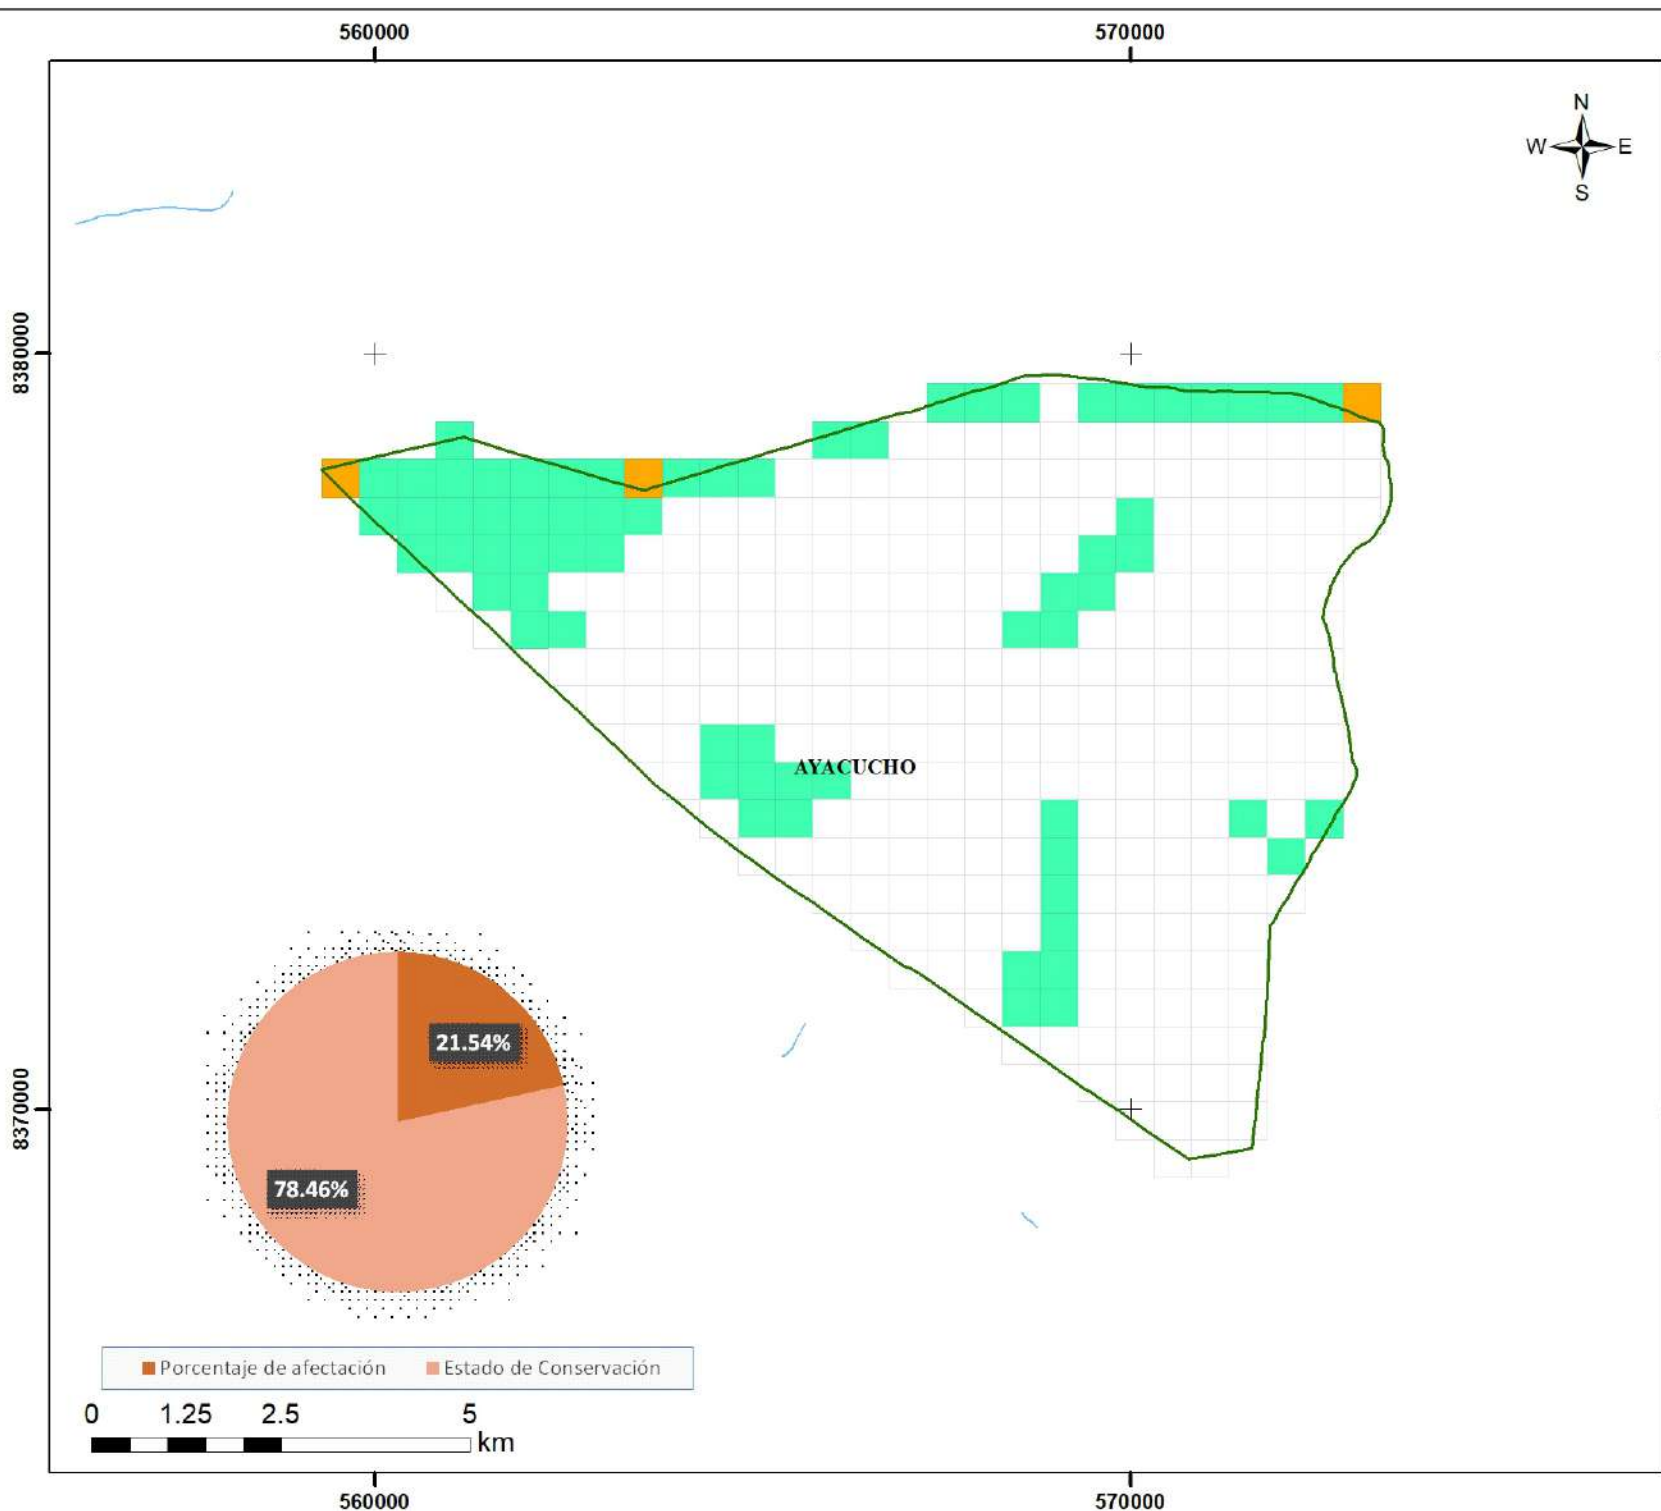 560000 570000
N
W E
S
8380000
AYACUCHO
21.54%
8370000
78.46%
Porcentaje de afectación Estado de Conservación
0 1.25 2.5 5
km
560000 570000